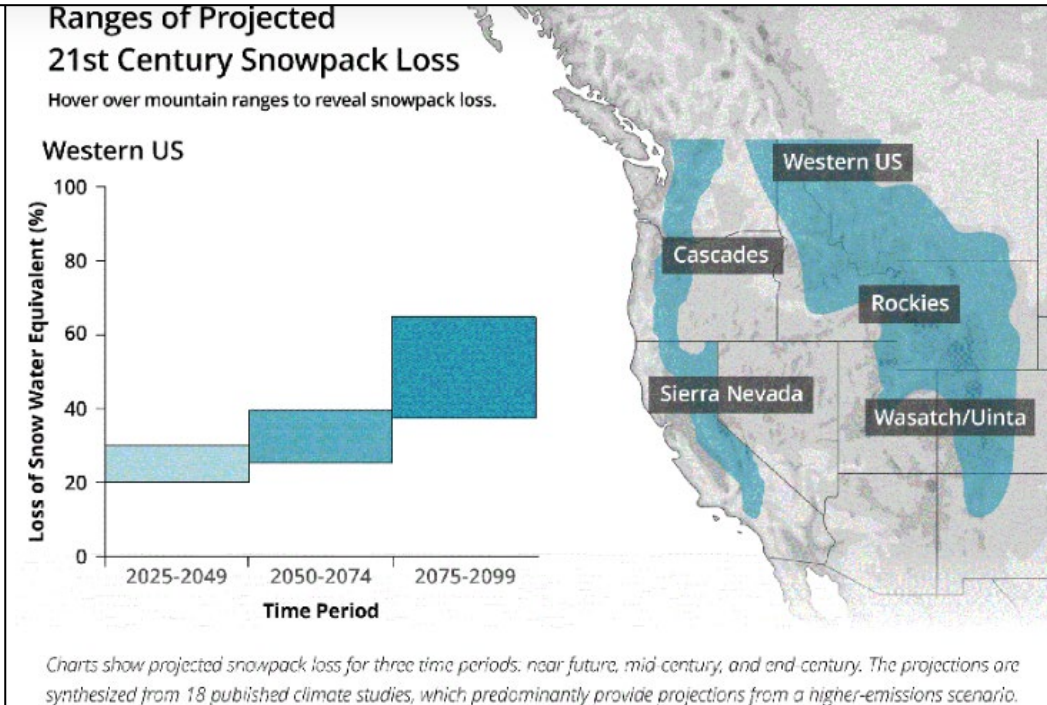 Ranges of Projected
21st Century Snowpack Loss
Hover over mountain ranges to reveal snowpack loss.
Western US
Loss of Snow Water Equivalent (%)
100
80
60
40
20
0
2025-2049 2050-2074 2075-2099
Time Period
Western US
Cascades
Rockies
Sierra Nevada
Wasatch/Uinta
Charts show projected snowpack loss for three time periods: near future, mid-century, and end-century. The projections are
synthesized from 18 published climate studies, which predominantly provide projections from a higher-emissions scenario.